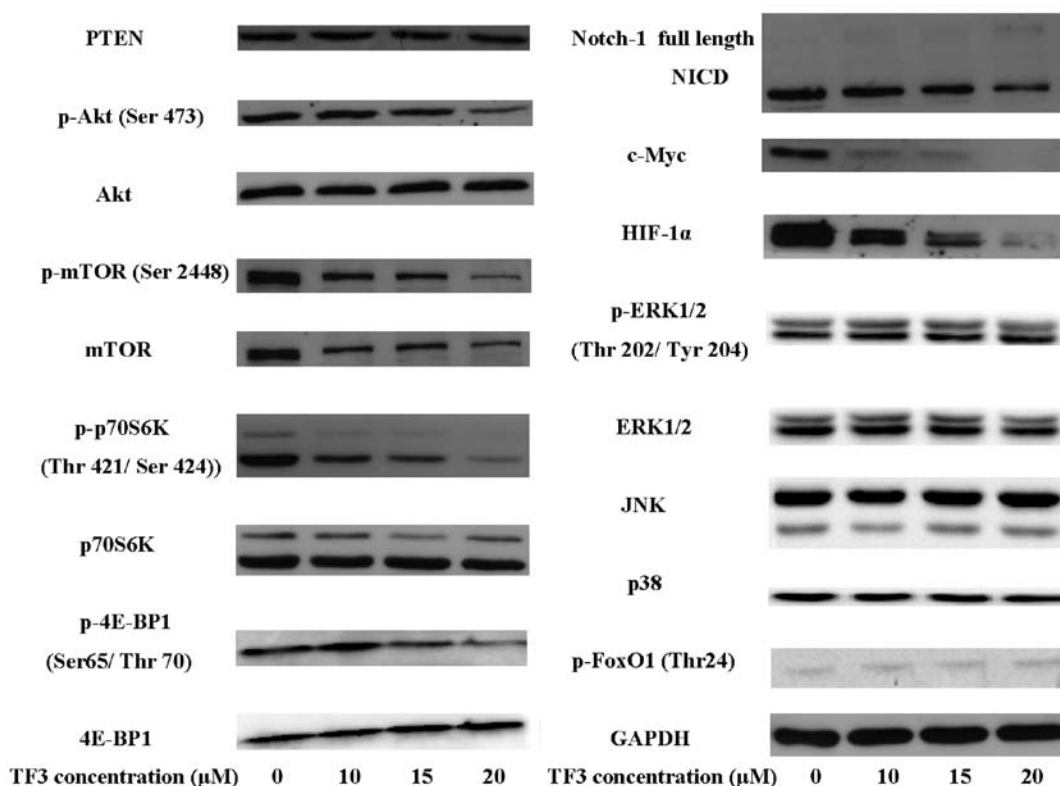 PTEN
p-Akt (Ser 473)
Akt
p-mTOR (Ser 2448)
mTOR
p-p70S6K
(Thr 421/ Ser 424))
p70S6K
p-4E-BP1
(Ser65/ Thr 70)
4E-BP1
TF3 concentration (μM) 0 10 15 20
Notch-1 full length
NICD
c-Myc
HIF-1α
p-ERK1/2
(Thr 202/ Tyr 204)
ERK1/2
JNK
p38
p-FoxO1 (Thr24)
GAPDH
TF3 concentration (μM) 0 10 15 20